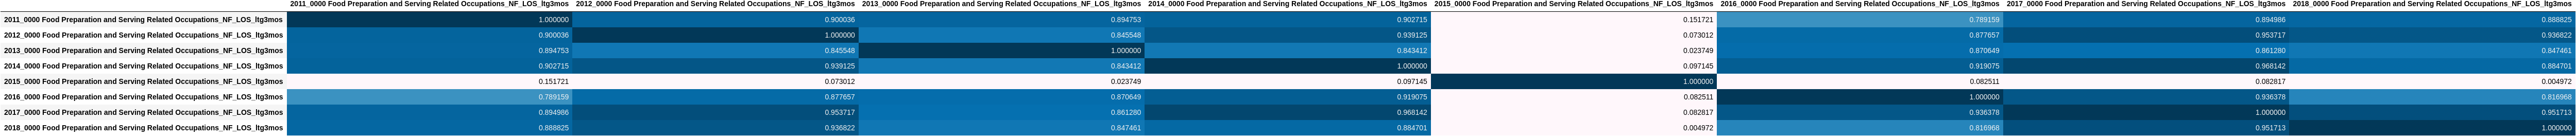 2011_0000 Food Preparation and Serving Related Occupations_NF_LOS_ltg3mos 2012_0000 Food Preparation and Serving Related Occupations_NF_LOS_ltg3mos 2013_0000 Food Preparation and Serving Related Occupations_NF_LOS_ltg3mos 2014_0000 Food Preparation and Serving Related Occupations_NF_LOS_ltg3mos 2015_0000 Food Preparation and Serving Related Occupations_NF_LOS_ltg3mos 2016_0000 Food Preparation and Serving Related Occupations_NF_LOS_ltg3mos 2017_0000 Food Preparation and Serving Related Occupations_NF_LOS_ltg3mos 2018_0000 Food Preparation and Serving Related Occupations_NF_LOS_ltg3mos
2011_0000 Food Preparation and Serving Related Occupations_NF_LOS_ltg3mos 1.000000 0.900036 0.894753 0.902715 0.151721 0.789159 0.894986 0.888825
2012_0000 Food Preparation and Serving Related Occupations_NF_LOS_ltg3mos 0.900036 1.000000 0.845548 0.939125 0.073012 0.877657 0.953717 0.936822
2013_0000 Food Preparation and Serving Related Occupations_NF_LOS_ltg3mos 0.894753 0.845548 1.000000 0.843412 0.023749 0.870649 0.861280 0.847461
2014_0000 Food Preparation and Serving Related Occupations_NF_LOS_ltg3mos 0.902715 0.939125 0.843412 1.000000 0.097145 0.919075 0.968142 0.884701
2015_0000 Food Preparation and Serving Related Occupations_NF_LOS_ltg3mos 0.151721 0.073012 0.023749 0.097145 1.000000 0.082511 0.082817 0.004972
2016_0000 Food Preparation and Serving Related Occupations_NF_LOS_ltg3mos 0.789159 0.877657 0.870649 0.919075 0.082511 1.000000 0.936378 0.816968
2017_0000 Food Preparation and Serving Related Occupations_NF_LOS_ltg3mos 0.894986 0.953717 0.861280 0.968142 0.082817 0.936378 1.000000 0.951713
2018_0000 Food Preparation and Serving Related Occupations_NF_LOS_ltg3mos 0.888825 0.936822 0.847461 0.884701 0.004972 0.816968 0.951713 1.000000